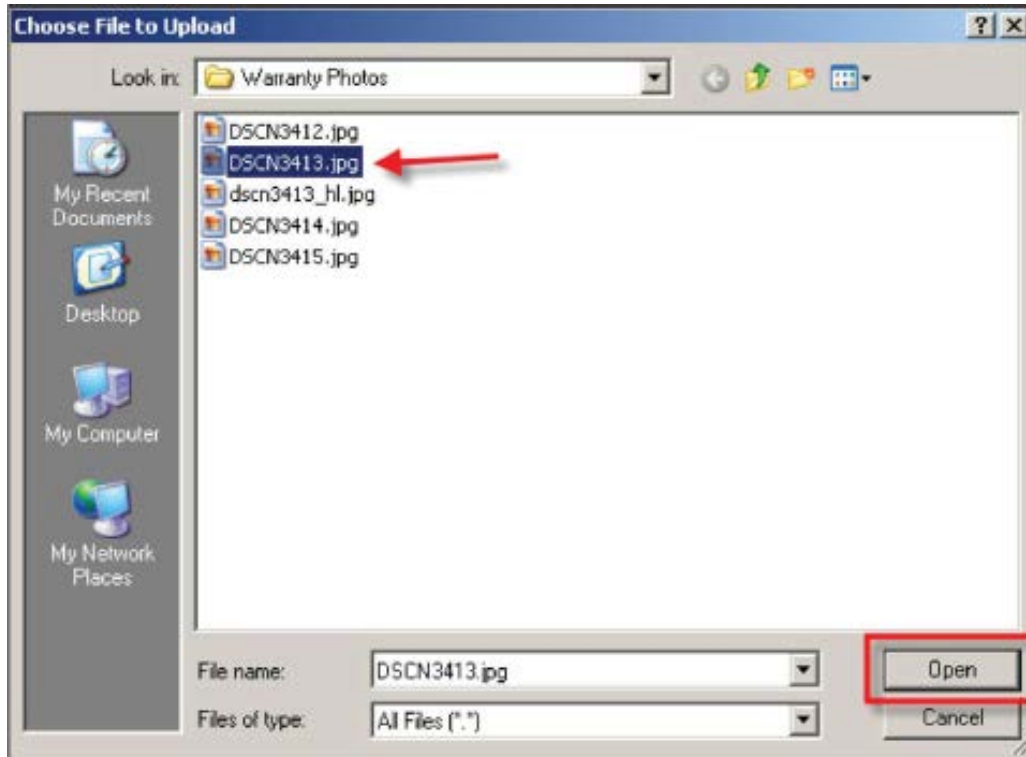 Choose File to Upload
Look in:
Warranty Photos
DSCN3412.jpg
DSCN3413.jpg
dscn3413_hl.jpg
DSCN3414.jpg
DSCN3415.jpg
My Recent
Documents
Desktop
My Computer
My Network
Places
File name:
DSCN3413.jpg
Open
Files of type:
All Files (*.*)
Cancel